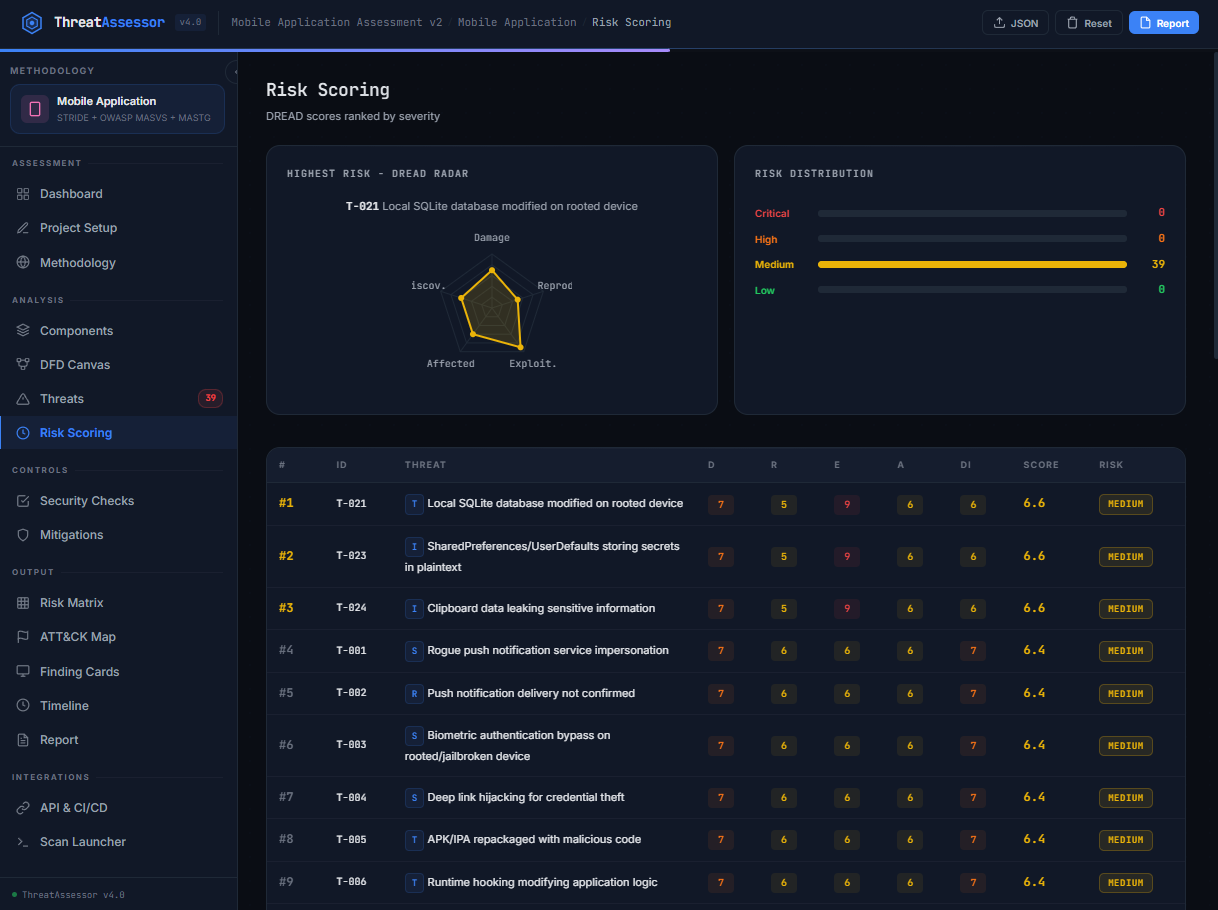 ThreatAssessor v4.0 Mobile Application Assessment v2 / Mobile Application / Risk Scoring JSON Reset Report
METHODOLOGY
Mobile Application
STRIDE + OWASP MASVS + MASTG
ASSESSMENT
Dashboard
Project Setup
Methodology
ANALYSIS
Components
DFD Canvas
Threats 39
Risk Scoring
CONTROLS
Security Checks
Mitigations
OUTPUT
Risk Matrix
ATT&CK Map
Finding Cards
Timeline
Report
INTEGRATIONS
API & CI/CD
Scan Launcher
ThreatAssessor v4.0
Risk Scoring
DREAD scores ranked by severity
HIGHEST RISK - DREAD RADAR
T-021 Local SQLite database modified on rooted device
Damage
iscov. Reprod
Affected Exploit.
RISK DISTRIBUTION
Critical 0
High 0
Medium 39
Low 0
# ID THREAT D R E A DI SCORE RISK
#1 T-021 T Local SQLite database modified on rooted device 7 5 9 6 6 6.6 MEDIUM
#2 T-023 I SharedPreferences/UserDefaults storing secrets 7 5 9 6 6 6.6 MEDIUM
in plaintext
#3 T-024 I Clipboard data leaking sensitive information 7 5 9 6 6 6.6 MEDIUM
#4 T-001 S Rogue push notification service impersonation 7 6 6 6 7 6.4 MEDIUM
#5 T-002 R Push notification delivery not confirmed 7 6 6 6 7 6.4 MEDIUM
#6 T-003 S Biometric authentication bypass on 7 6 6 6 7 6.4 MEDIUM
rooted/jailbroken device
#7 T-004 S Deep link hijacking for credential theft 7 6 6 6 7 6.4 MEDIUM
#8 T-005 T APK/IPA repackaged with malicious code 7 6 6 6 7 6.4 MEDIUM
#9 T-006 T Runtime hooking modifying application logic 7 6 6 6 7 6.4 MEDIUM